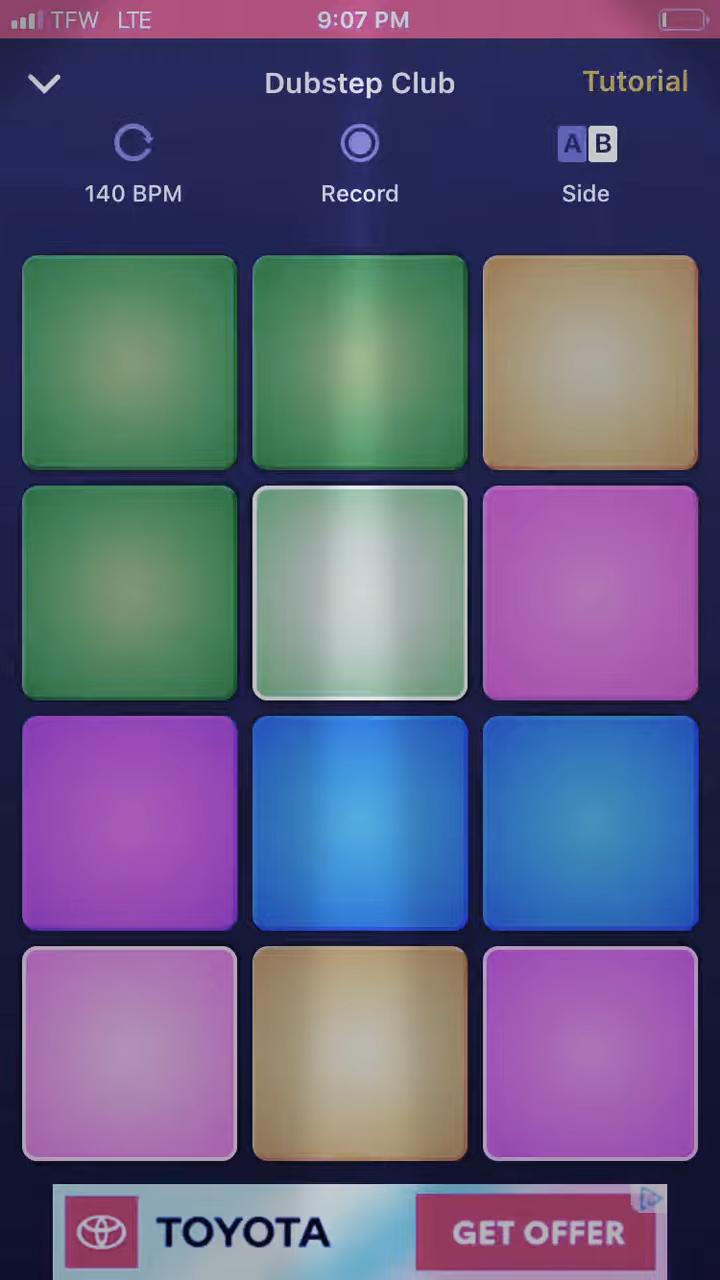 TFW LTE 9:07 PM
Dubstep Club Tutorial
A B
140 BPM Record Side
TOYOTA GET OFFER